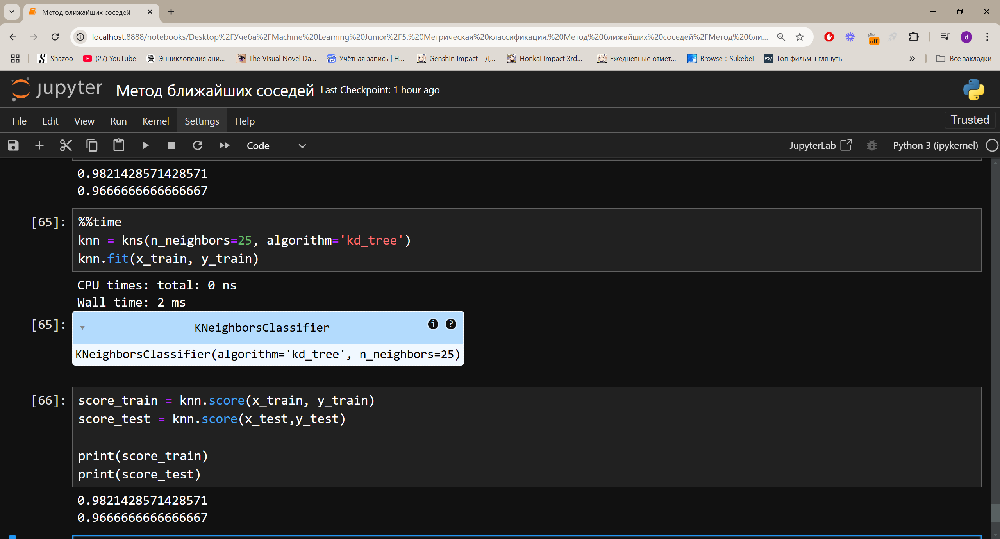 Метод ближайших соседей
localhost:8888/notebooks/Desktop%2FУчеба%2FMachine%20Learning%20Junior%2F5.%20Метрическая%20классификация.%20Метод%20ближайших%20соседей%2FМетод%20бли...
off
d
Shazoo
(27) YouTube
Энциклопедия ани...
The Visual Novel Da...
Учётная запись | H...
Genshin Impact – Д...
Honkai Impact 3rd...
Ежедневные отмет...
Browse :: Sukebei
Топ фильмы глянуть
Все закладки
jupyter Метод ближайших соседей Last Checkpoint: 1 hour ago
File Edit View Run Kernel Settings Help Trusted
Code JupyterLab Python 3 (ipykernel)
0.9821428571428571
0.9666666666666667
[65]: %%time
knn = kns(n_neighbors=25, algorithm='kd_tree')
knn.fit(x_train, y_train)
CPU times: total: 0 ns
Wall time: 2 ms
[65]: KNeighborsClassifier i ?
KNeighborsClassifier(algorithm='kd_tree', n_neighbors=25)
[66]: score_train = knn.score(x_train, y_train)
score_test = knn.score(x_test,y_test)
print(score_train)
print(score_test)
0.9821428571428571
0.9666666666666667